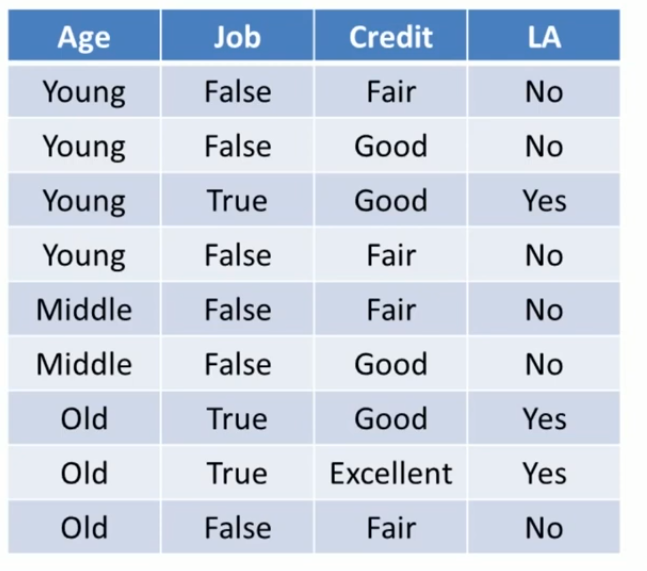 Age Job Credit LA
Young False Fair No
Young False Good No
Young True Good Yes
Young False Fair No
Middle False Fair No
Middle False Good No
Old True Good Yes
Old True Excellent Yes
Old False Fair No